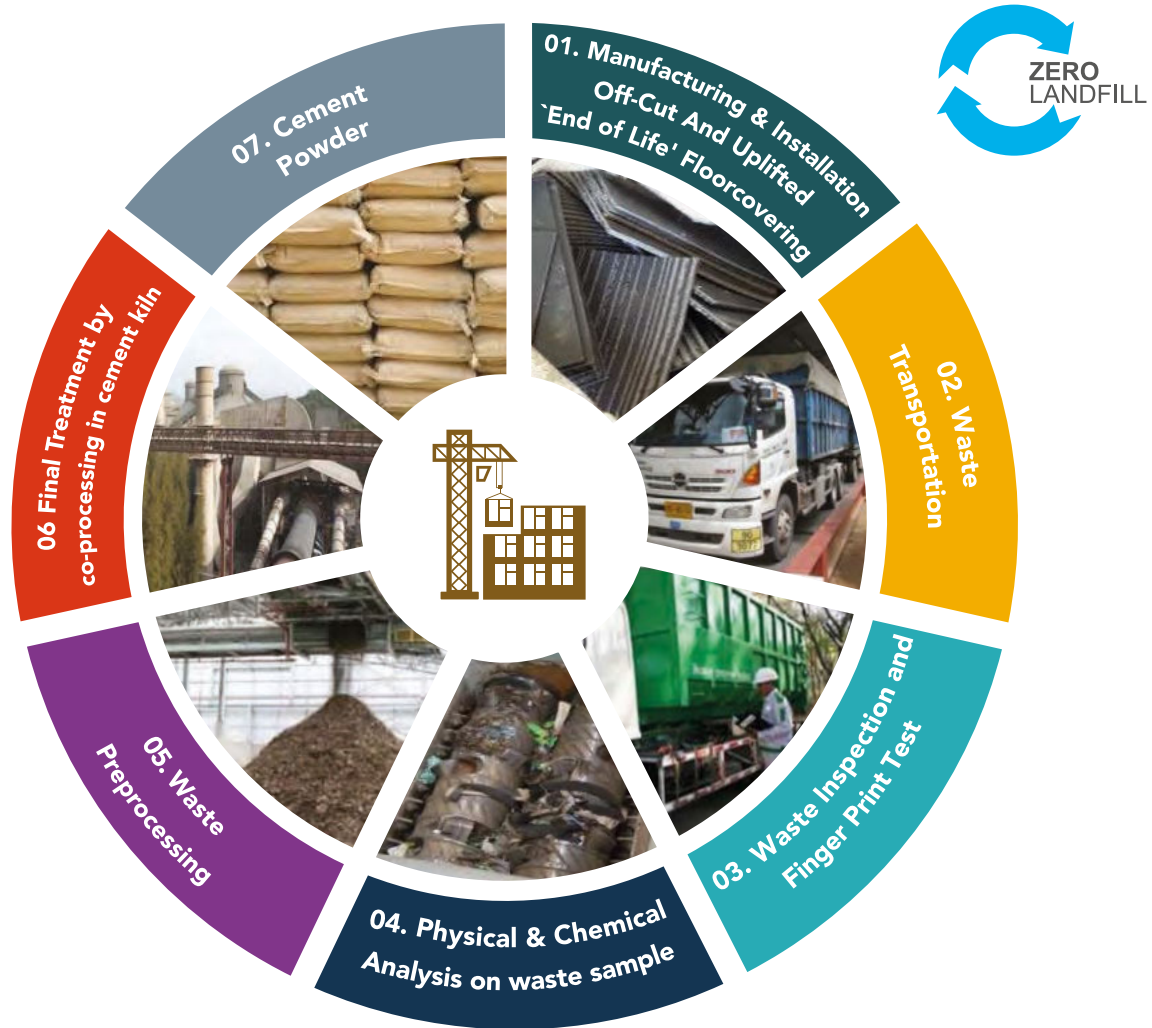 01. Manufacturing & Installation
Off-Cut And Uplifted
`End of Life' Floorcovering
02. Waste
Transportation
03. Waste Inspection and
Finger Print Test
04. Physical & Chemical
Analysis on waste sample
05. Waste
Preprocessing
06 Final Treatment by
co-processing in cement kiln
07. Cement
Powder
ZERO
LANDFILL